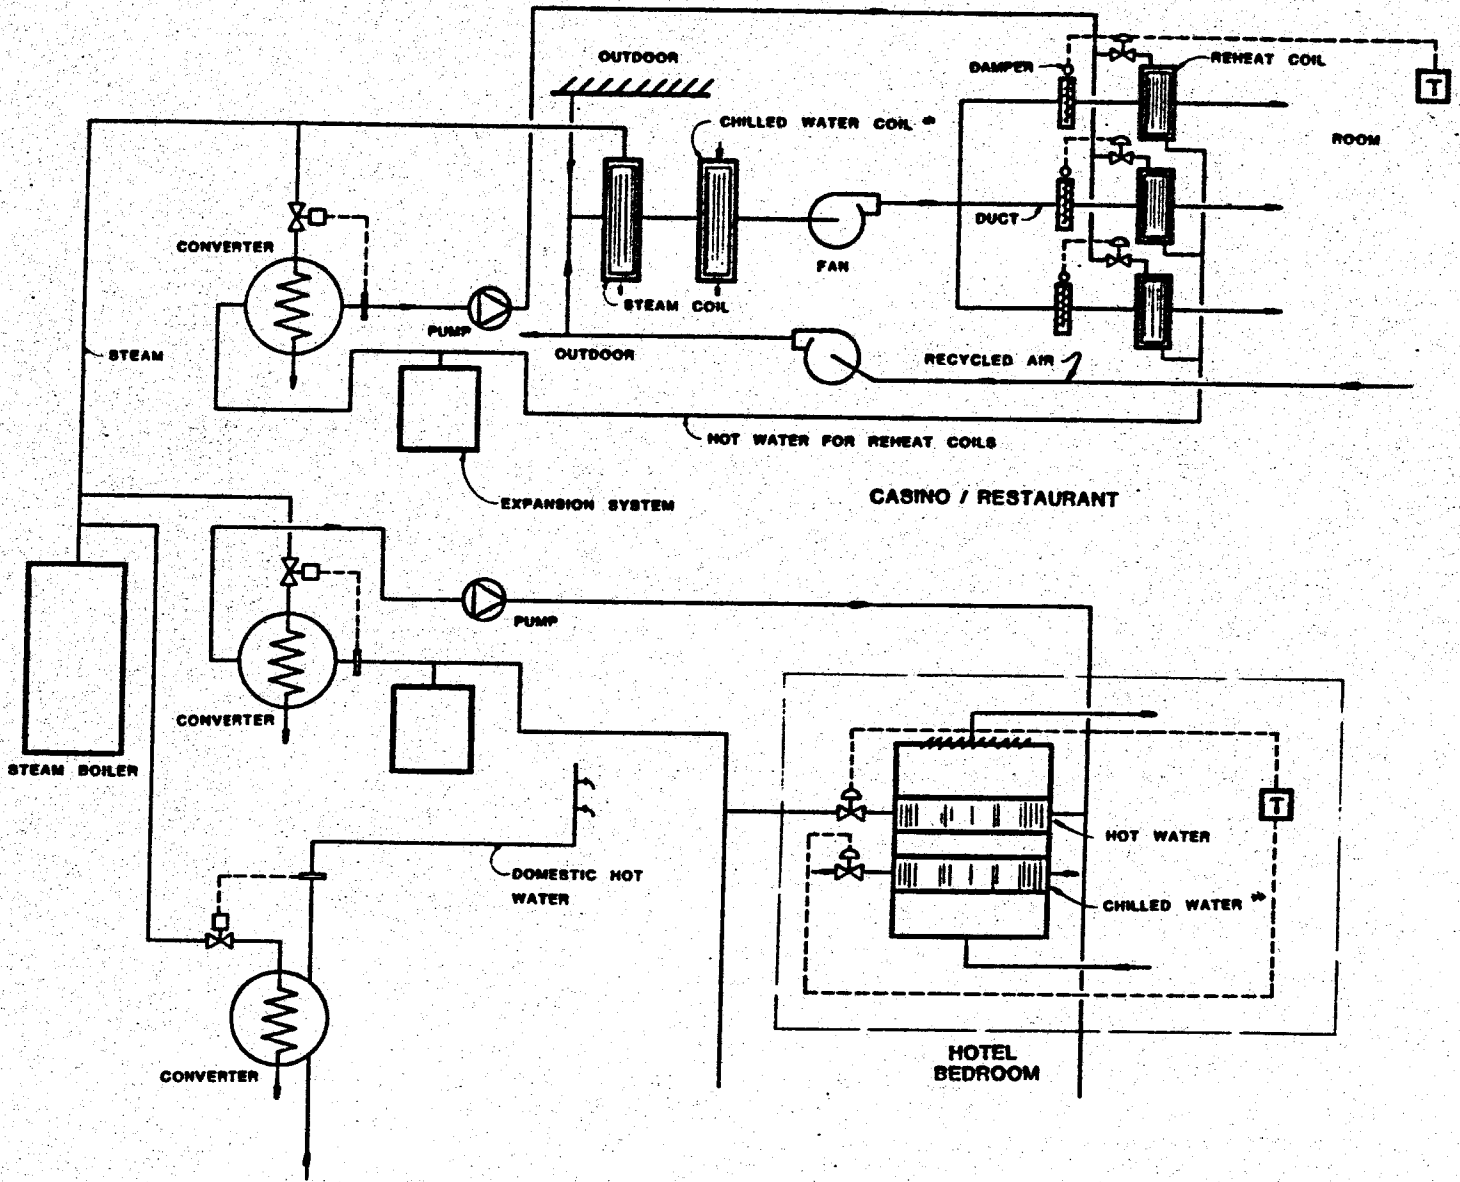 OUTDOOR
DAMPER
REHEAT COIL
T
CHILLED WATER COIL *
ROOM
DUCT
CONVERTER
FAN
STEAM COIL
PUMP
STEAM
OUTDOOR
RECYCLED AIR
HOT WATER FOR REHEAT COILS
EXPANSION SYSTEM
CASINO / RESTAURANT
PUMP
CONVERTER
STEAM BOILER
T
HOT WATER
DOMESTIC HOT
WATER
CHILLED WATER *
HOTEL
BEDROOM
CONVERTER